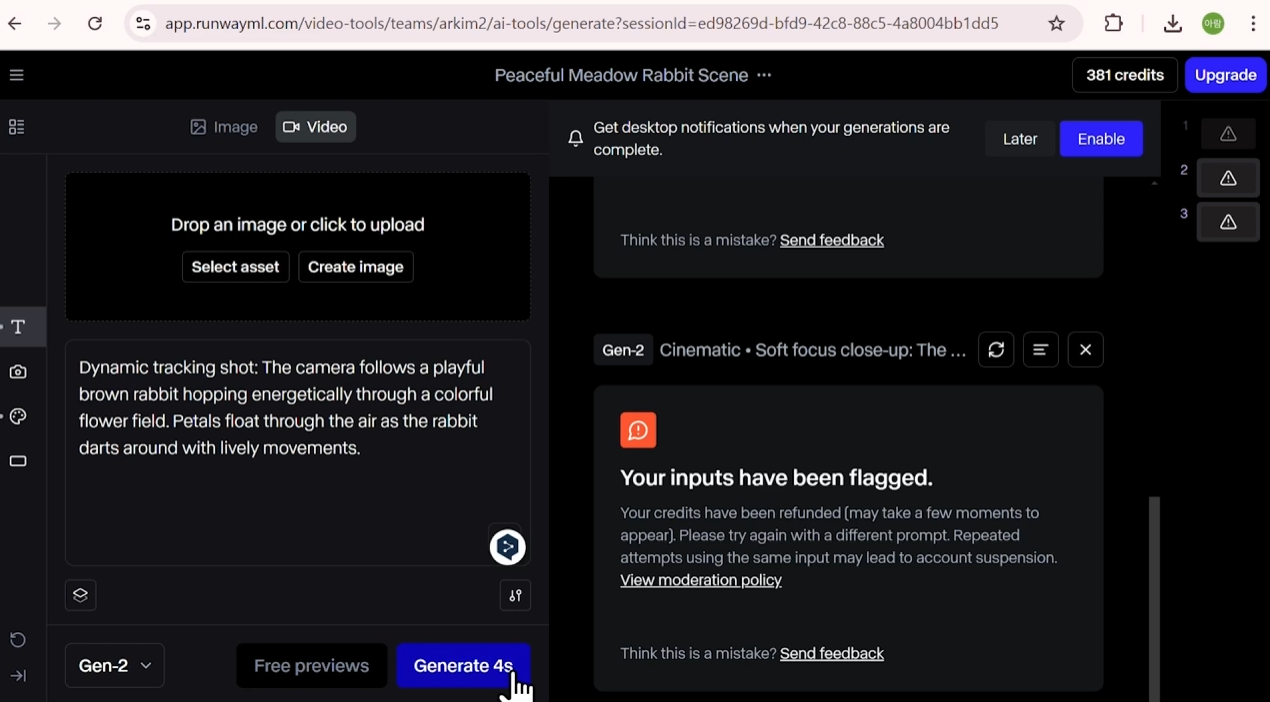 app.runwayml.com/video-tools/teams/arkim2/ai-tools/generate?sessionId=ed98269d-bfd9-42c8-88c5-4a8004bb1dd5
아람
Peaceful Meadow Rabbit Scene ...
381 credits
Upgrade
Image
Video
Get desktop notifications when your generations are
complete.
Later
Enable
1
2
3
Drop an image or click to upload
Select asset
Create image
T
Dynamic tracking shot: The camera follows a playful
brown rabbit hopping energetically through a colorful
flower field. Petals float through the air as the rabbit
darts around with lively movements.
Gen-2
Free previews
Generate 4s
Think this is a mistake? Send feedback
Gen-2
Cinematic • Soft focus close-up: The ...
Your inputs have been flagged.
Your credits have been refunded (may take a few moments to
appear). Please try again with a different prompt. Repeated
attempts using the same input may lead to account suspension.
View moderation policy
Think this is a mistake? Send feedback